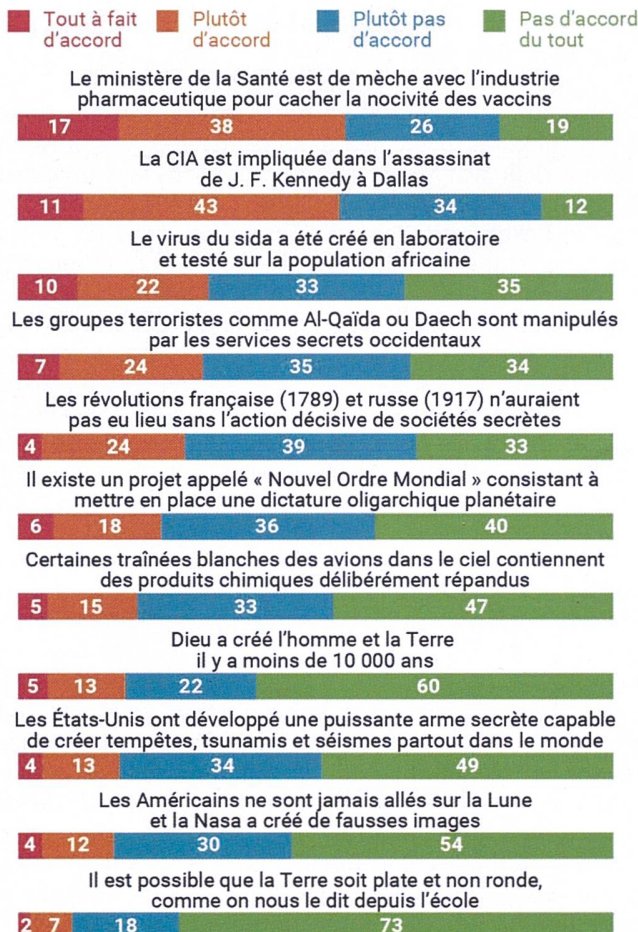 Tout à fait d'accord
Plutôt d'accord
Plutôt pas d'accord
Pas d'accord du tout
Le ministère de la Santé est de mèche avec l'industrie
pharmaceutique pour cacher la nocivité des vaccins
17 38 26 19
La CIA est impliquée dans l'assassinat
de J. F. Kennedy à Dallas
11 43 34 12
Le virus du sida a été créé en laboratoire
et testé sur la population africaine
10 22 33 35
Les groupes terroristes comme Al-Qaïda ou Daech sont manipulés
par les services secrets occidentaux
7 24 35 34
Les révolutions française (1789) et russe (1917) n'auraient
pas eu lieu sans l'action décisive de sociétés secrètes
4 24 39 33
Il existe un projet appelé « Nouvel Ordre Mondial » consistant à
mettre en place une dictature oligarchique planétaire
6 18 36 40
Certaines traînées blanches des avions dans le ciel contiennent
des produits chimiques délibérément répandus
5 15 33 47
Dieu a créé l'homme et la Terre
il y a moins de 10 000 ans
5 13 22 60
Les États-Unis ont développé une puissante arme secrète capable
de créer tempêtes, tsunamis et séismes partout dans le monde
4 13 34 49
Les Américains ne sont jamais allés sur la Lune
et la Nasa a créé de fausses images
4 12 30 54
Il est possible que la Terre soit plate et non ronde,
comme on nous le dit depuis l'école
2 7 18 73